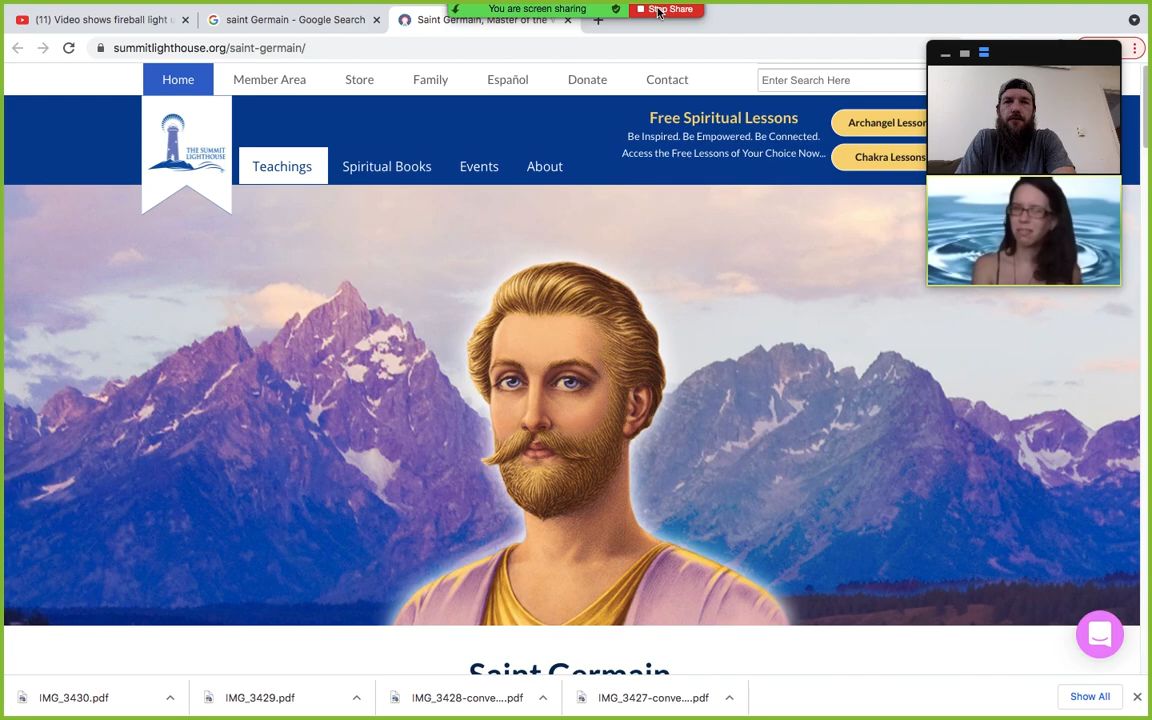 You are screen sharing
Stop Share
(11) Video shows fireball light u
saint Germain - Google Search
Saint Germain, Master of the
summitlighthouse.org/saint-germain/
Home
Member Area
Store
Family
Español
Donate
Contact
Enter Search Here
THE SUMMIT
LIGHTHOUSE
Free Spiritual Lessons
Be Inspired. Be Empowered. Be Connected.
Access the Free Lessons of Your Choice Now...
Archangel Lesson
Chakra Lessons
Teachings
Spiritual Books
Events
About
Saint Germain
IMG_3430.pdf
IMG_3429.pdf
IMG_3428-conve....pdf
IMG_3427-conve....pdf
Show All